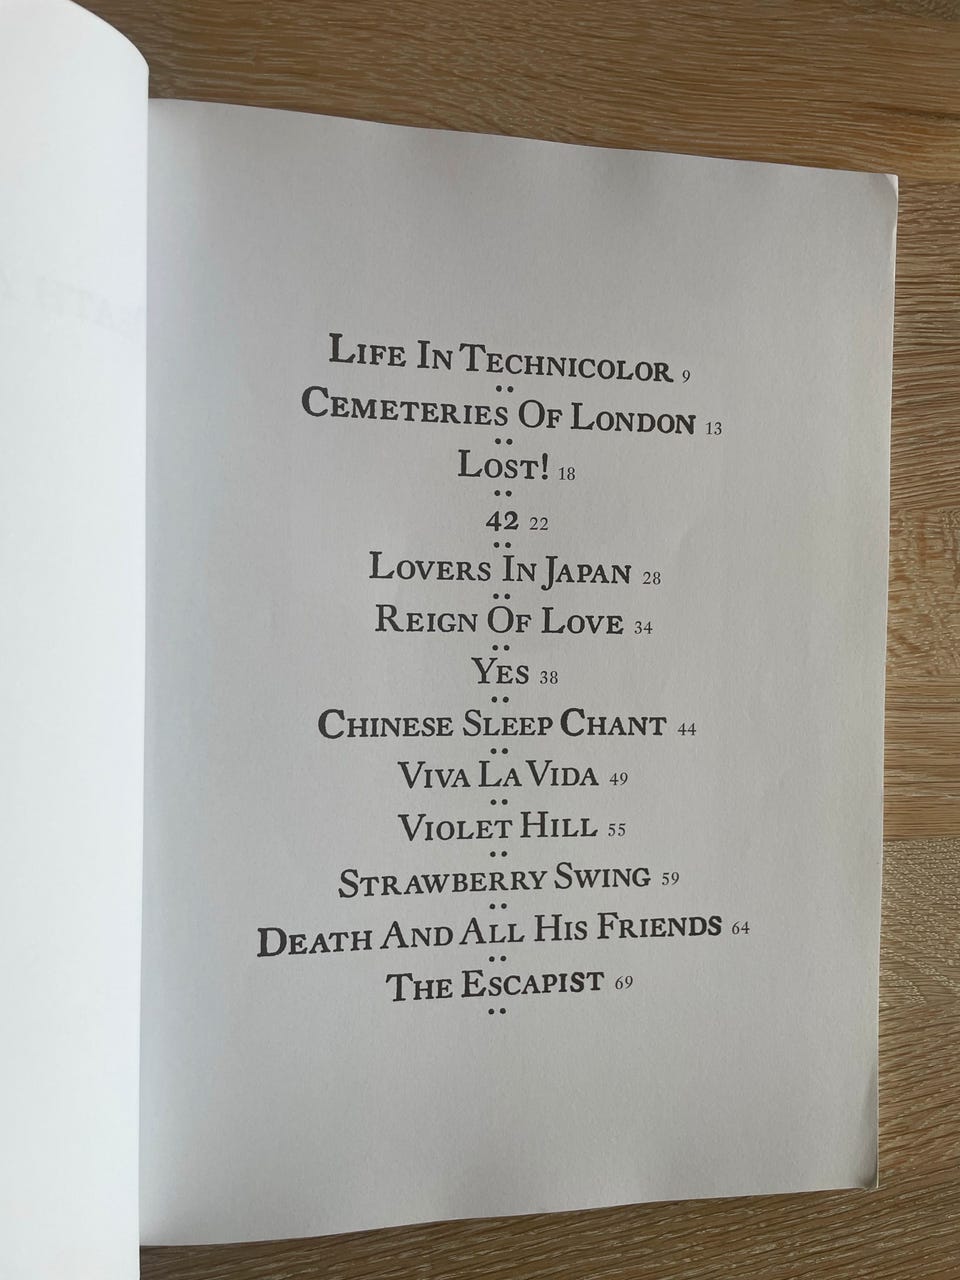 Life In Technicolor 9
Cemeteries Of London 13
Lost! 18
42 22
Lovers In Japan 28
Reign Of Love 34
Yes 38
Chinese Sleep Chant 44
Viva La Vida 49
Violet Hill 55
Strawberry Swing 59
Death And All His Friends 64
The Escapist 69